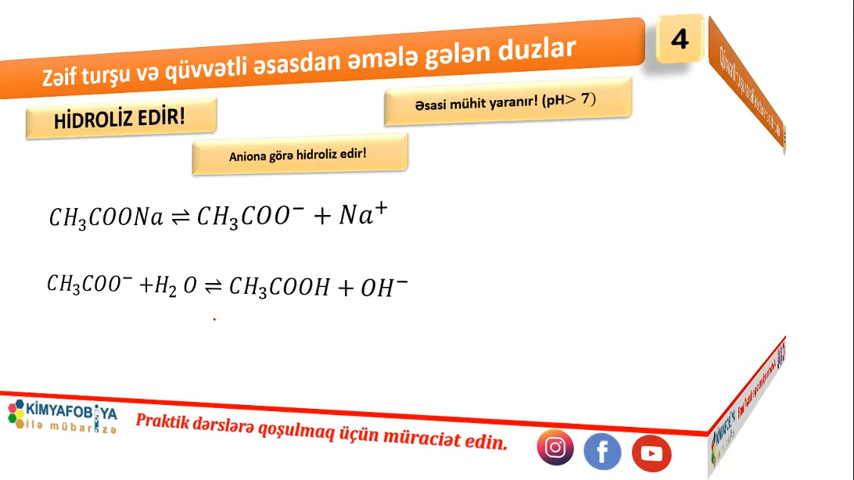 Zəif turşu və qüvvətli əsasdan əmələ gələn duzlar
4
HİDROLİZ EDİR!
Əsasi mühit yaranır! (pH> 7)
Aniona görə hidroliz edir!
CH₃COONa ⇌ CH₃COO⁻ + Na⁺
CH₃COO⁻ +H₂ O ⇌ CH₃COOH + OH⁻
KİMYAFOBİYA
ilə mübarizə
Praktik dərslərə qoşulmaq üçün müraciət edin.